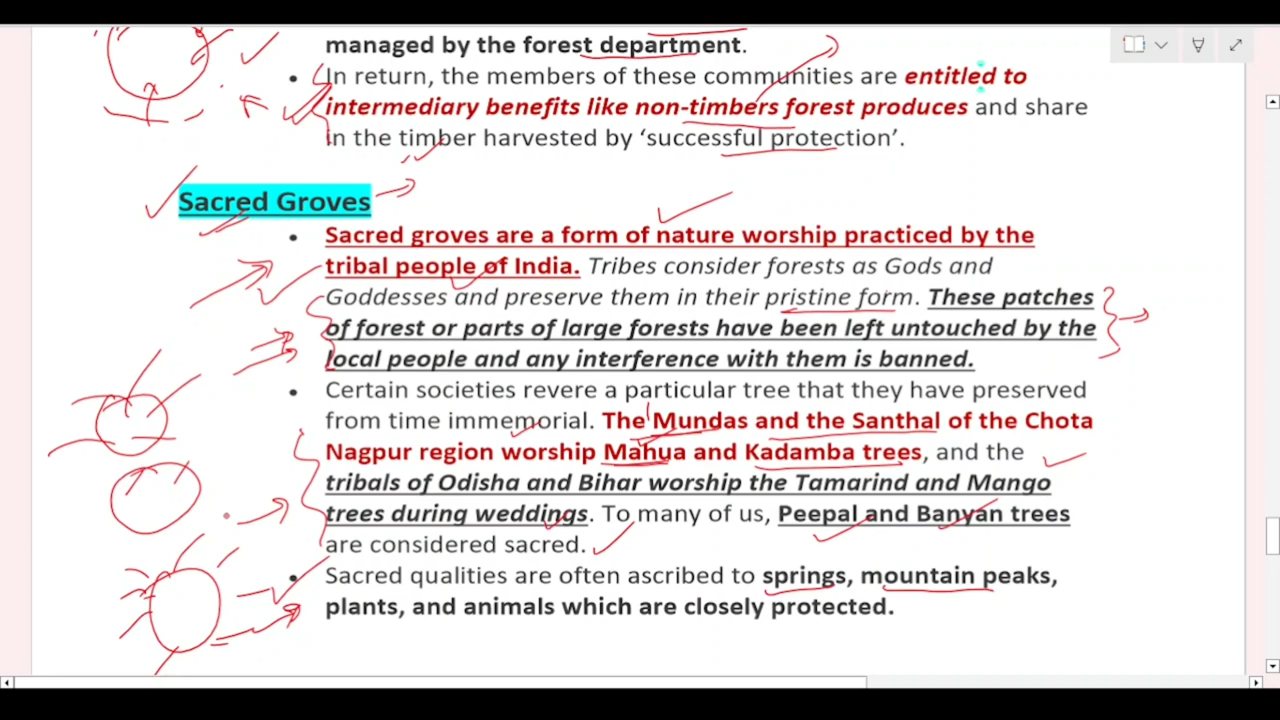 managed by the forest department.
• In return, the members of these communities are entitled to
intermediary benefits like non-timbers forest produces and share
in the timber harvested by ‘successful protection’.
Sacred Groves
• Sacred groves are a form of nature worship practiced by the
tribal people of India. Tribes consider forests as Gods and
Goddesses and preserve them in their pristine form. These patches
of forest or parts of large forests have been left untouched by the
local people and any interference with them is banned.
• Certain societies revere a particular tree that they have preserved
from time immemorial. The Mundas and the Santhal of the Chota
Nagpur region worship Mahua and Kadamba trees, and the
tribals of Odisha and Bihar worship the Tamarind and Mango
trees during weddings. To many of us, Peepal and Banyan trees
are considered sacred.
• Sacred qualities are often ascribed to springs, mountain peaks,
plants, and animals which are closely protected.